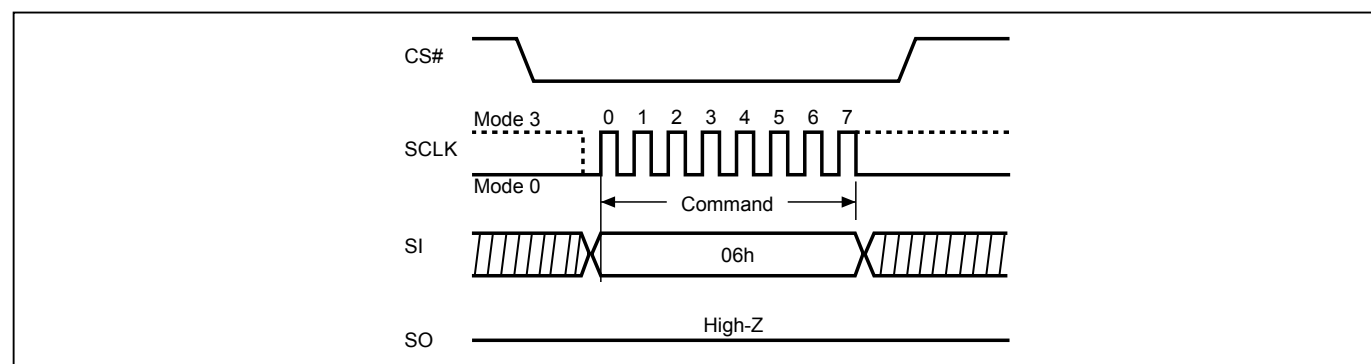 CS#
Mode 3
0 1 2 3 4 5 6 7
SCLK
Mode 0
Command
SI
06h
High-Z
SO